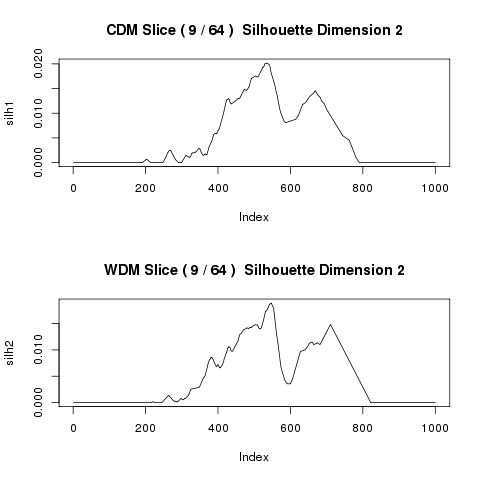 CDM Slice ( 9 / 64 )  Silhouette Dimension 2
silh1
0.020
0.010
0.000
0 200 400 600 800 1000
Index
WDM Slice ( 9 / 64 )  Silhouette Dimension 2
silh2
0.010
0.000
0 200 400 600 800 1000
Index